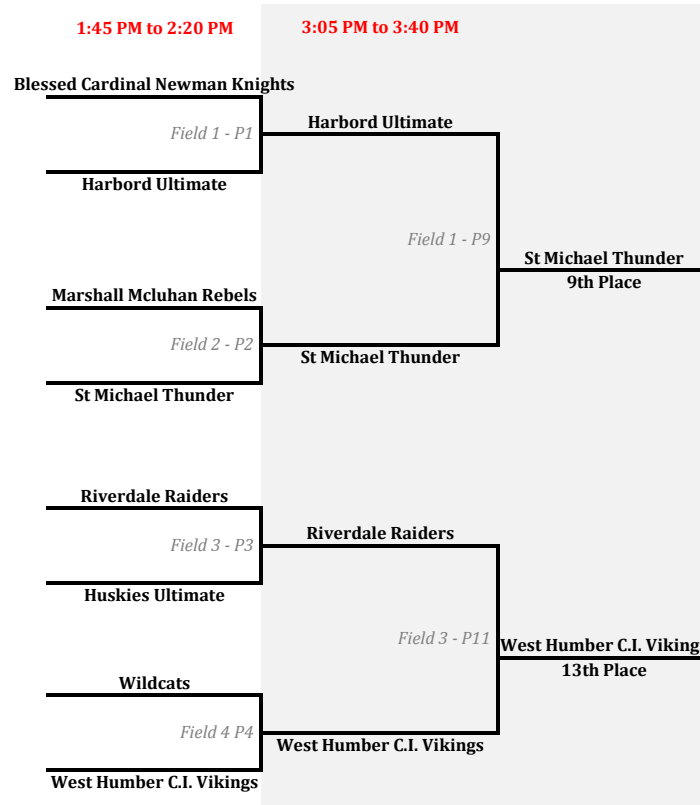 1:45 PM to 2:20 PM
3:05 PM to 3:40 PM
Blessed Cardinal Newman Knights
Field 1 - P1
Harbord Ultimate
Harbord Ultimate
Field 1 - P9
St Michael Thunder
9th Place
Marshall Mcluhan Rebels
Field 2 - P2
St Michael Thunder
St Michael Thunder
Riverdale Raiders
Field 3 - P3
Riverdale Raiders
Huskies Ultimate
Field 3 - P11
West Humber C.I. Viking
13th Place
Wildcats
Field 4 P4
West Humber C.I. Vikings
West Humber C.I. Vikings